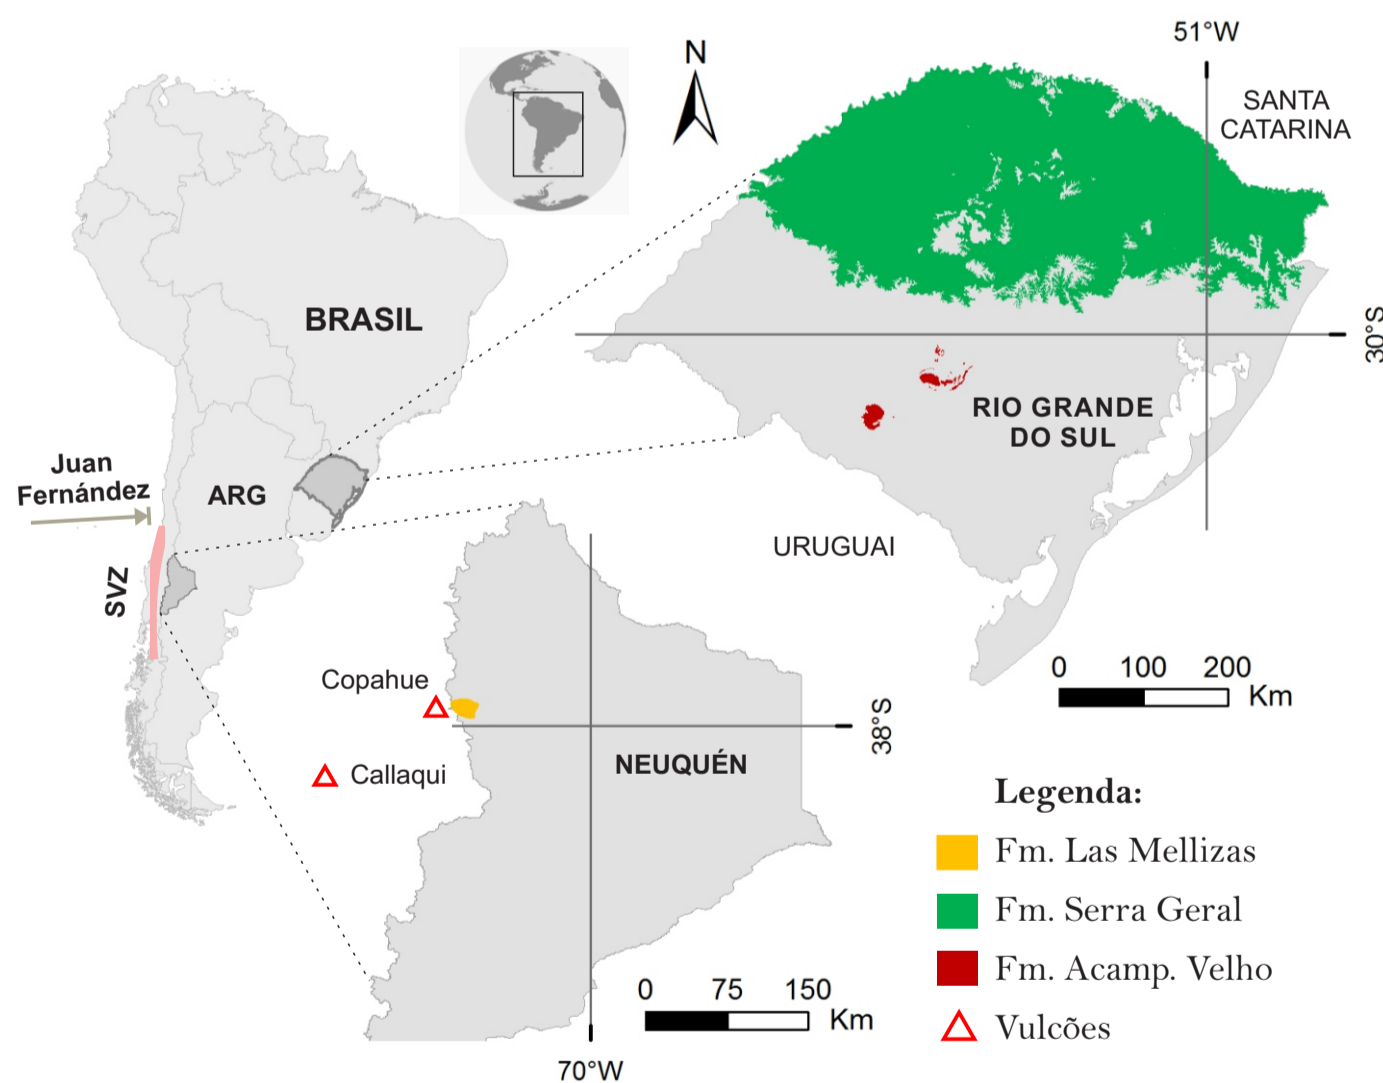 51°W
N
SANTA
CATARINA
BRASIL
30°S
RIO GRANDE
DO SUL
Juan
Fernández
ARG
URUGUAI
SVZ
0 100 200
Km
Copahue
38°S
NEUQUÉN
Callaqui
Legenda:
Fm. Las Mellizas
Fm. Serra Geral
Fm. Acamp. Velho
Vulcões
0 75 150
Km
70°W